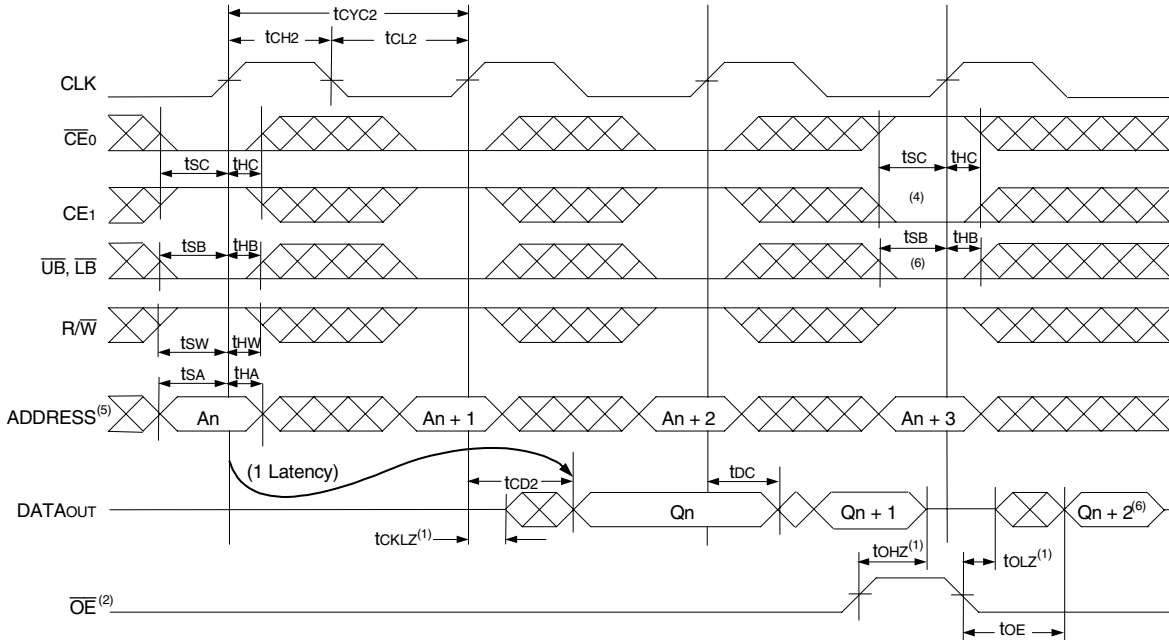 tCYC2
tCH2 tCL2
CLK
CE0
tSC tHC tSC tHC
CE1 (4)
tSB tHB tSB tHB
UB, LB (6)
R/W
tSW tHW
tSA tHA
ADDRESS(5) An An + 1 An + 2 An + 3
(1 Latency) tCD2 tDC
DATAOUT Qn Qn + 1 Qn + 2(6)
tCKLZ(1) tOHZ(1) tOLZ(1)
OE(2)
tOE